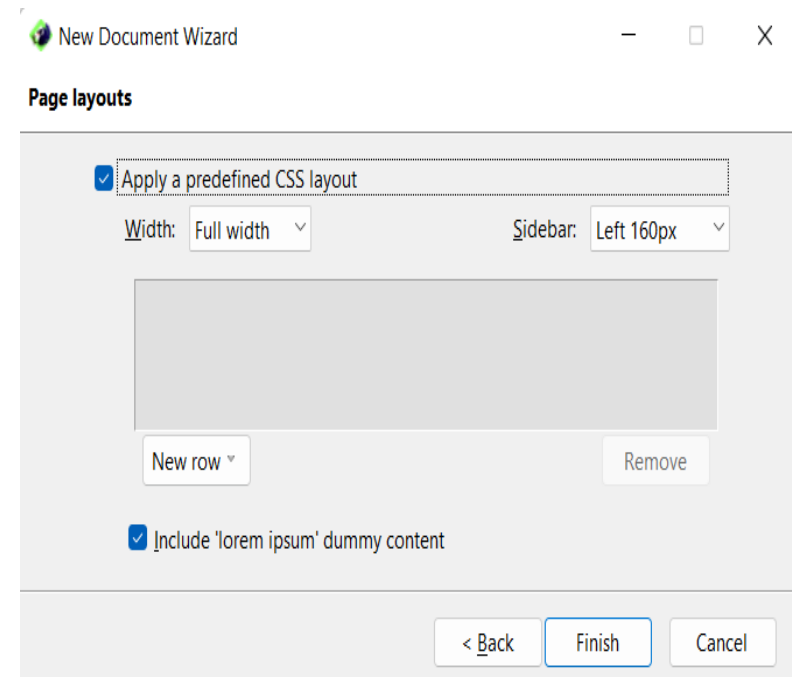 New Document Wizard
Page layouts
Apply a predefined CSS layout
Width: Full width Sidebar: Left 160px
New row Remove
Include 'lorem ipsum' dummy content
< Back Finish Cancel